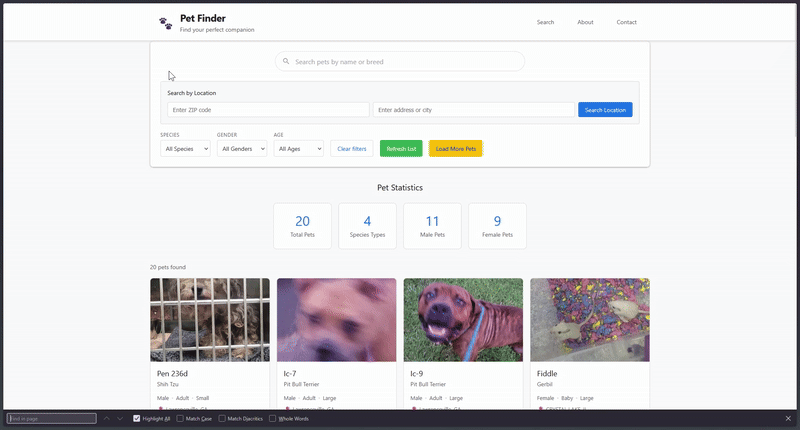 Pet Finder
Find your perfect companion
Search About Contact
Search pets by name or breed
Search by Location
Enter ZIP code Enter address or city Search Location
SPECIES GENDER AGE
All Species All Genders All Ages Clear filters Refresh List Load More Pets
Pet Statistics
20 4 11 9
Total Pets Species Types Male Pets Female Pets
20 pets found
Pen 236d Ic-7 Ic-9 Fiddle
Shih Tzu Pit Bull Terrier Pit Bull Terrier Gerbil
Male · Adult · Small Male · Adult · Large Male · Adult · Large Female · Baby · Large
Find in page Highlight All Match Case Match Diacritics Whole Words